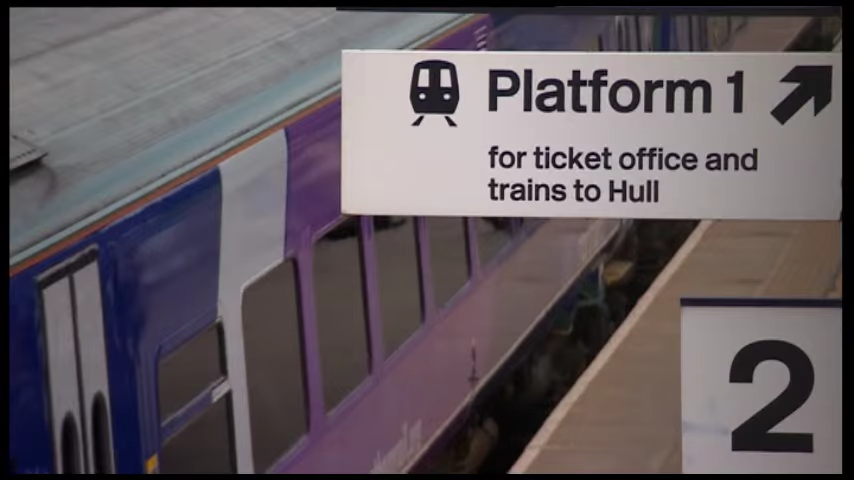 Platform 1
for ticket office and
trains to Hull
2